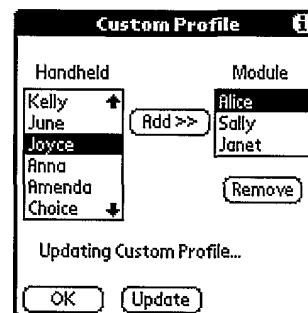 Custom Profile i
Handheld Module
Kelly
June
Joyce
Anna
Amenda
Choice
Add >>
Alice
Sally
Janet
Remove
Updating Custom Profile...
OK Update